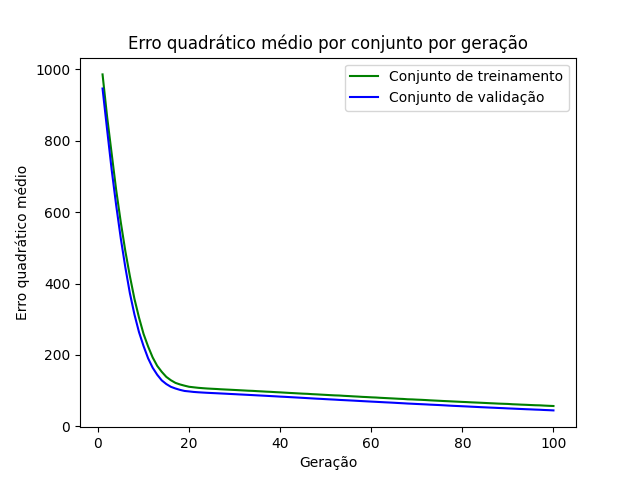 Erro quadrático médio por conjunto por geração
Conjunto de treinamento
Conjunto de validação
Erro quadrático médio
1000
800
600
400
200
0
0 20 40 60 80 100
Geração